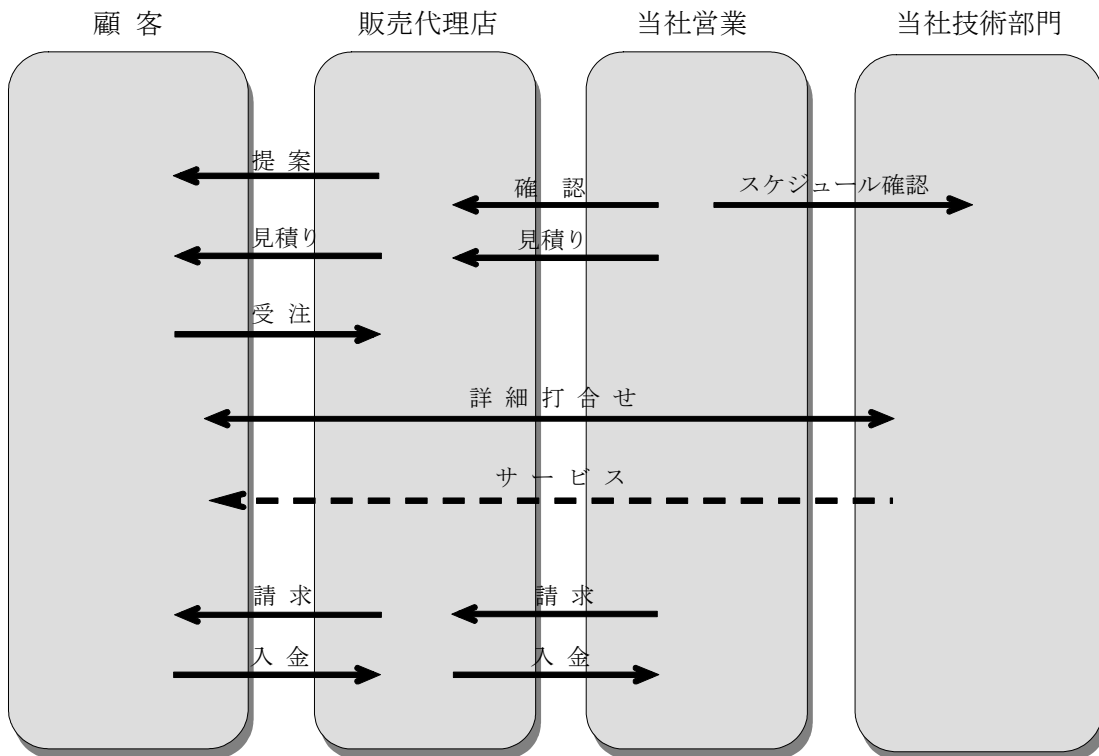 顧 客
販売代理店
当社営業
当社技術部門
提 案
確 認
スケジュール確認
見積り
見積り
受 注
詳 細 打 合 せ
サ ー ビ ス
請 求
請 求
入 金
入 金